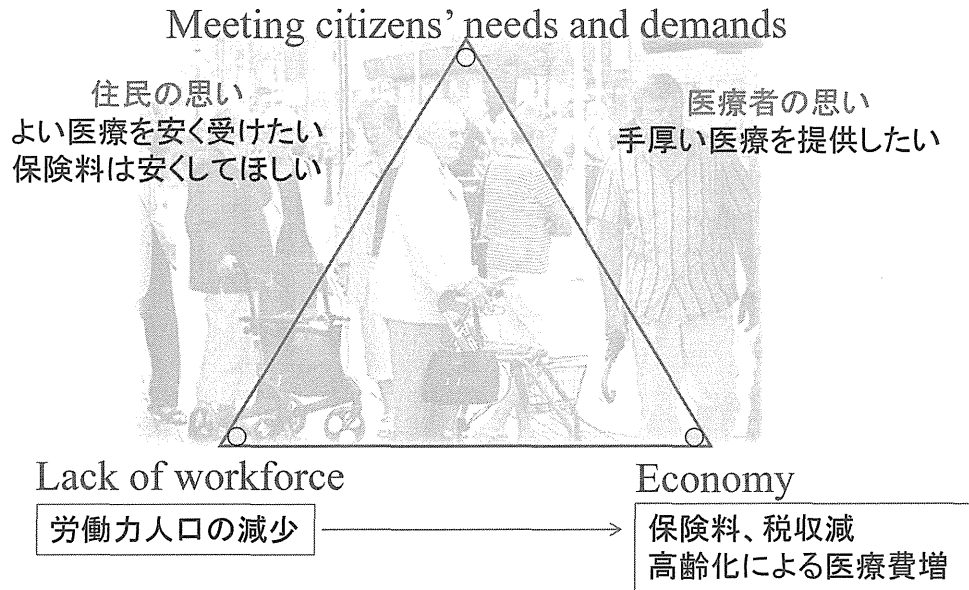 Meeting citizens’ needs and demands
住民の思い
よい医療を安く受けたい
保険料は安くしてほしい
医療者の思い
手厚い医療を提供したい
Lack of workforce
労働力人口の減少
Economy
保険料、税収減
高齢化による医療費増